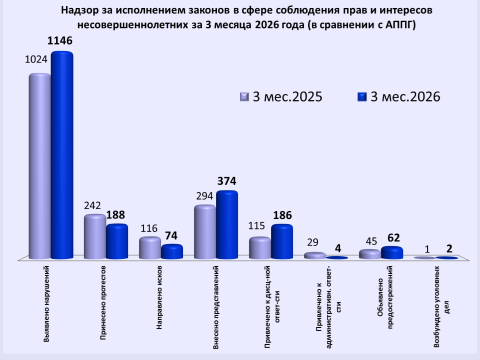 Надзор за исполнением законов в сфере соблюдения прав и интересов
несовершеннолетних за 3 месяца 2026 года (в сравнении с АППГ)
3 мес.2025
3 мес.2026
1024
1146
242
188
116
74
294
374
115
186
29
4
45
62
1
2
Выявлено нарушений
Принесено протестов
Направлено исков
Внесено представлений
Привлечено к дисц-ной
ответ-сти
Привлечено к
административн. ответ-
сти
Объявлено
предостережений
Возбуждено уголовных
дел